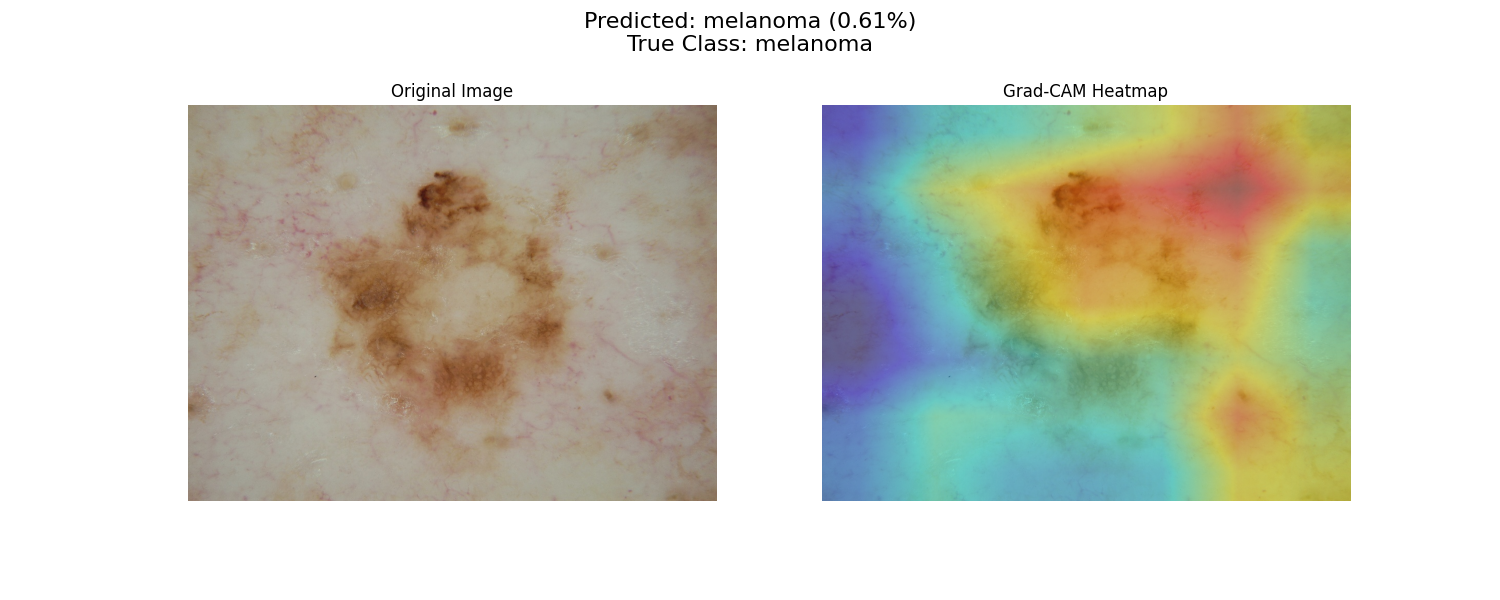 Predicted: melanoma (0.61%)
True Class: melanoma
Original Image
Grad-CAM Heatmap